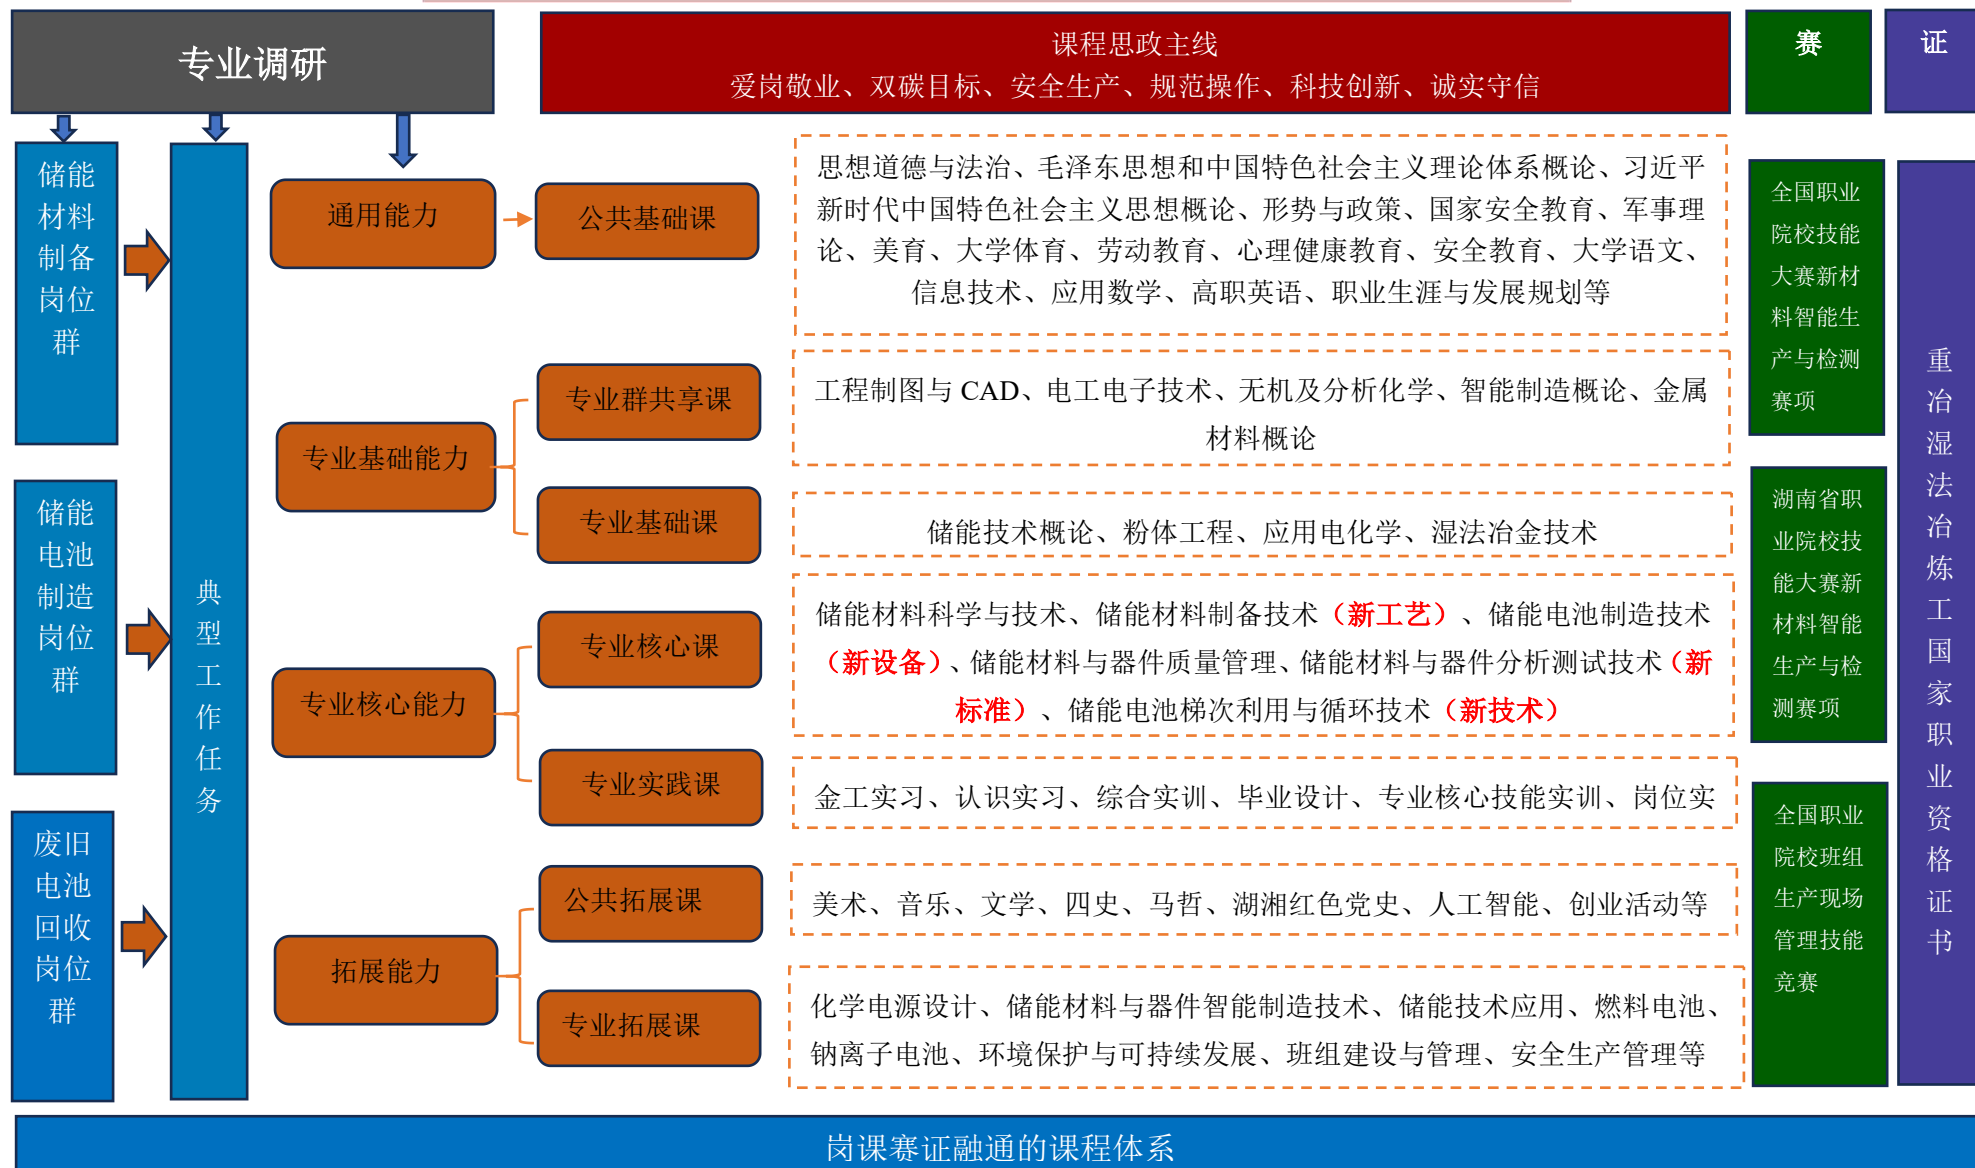 专业调研
课程思政主线
爱岗敬业、双碳目标、安全生产、规范操作、科技创新、诚实守信
赛
证
储能
材料
制备
岗位
群
储能
电池
制造
岗位
群
废旧
电池
回收
岗位
群
典
型
工
作
任
务
通用能力
公共基础课
思想道德与法治、毛泽东思想和中国特色社会主义理论体系概论、习近平
新时代中国特色社会主义思想概论、形势与政策、国家安全教育、军事理
论、美育、大学体育、劳动教育、心理健康教育、安全教育、大学语文、
信息技术、应用数学、高职英语、职业生涯与发展规划等
专业基础能力
专业群共享课
工程制图与 CAD、电工电子技术、无机及分析化学、智能制造概论、金属
材料概论
专业基础课
储能技术概论、粉体工程、应用电化学、湿法冶金技术
专业核心能力
专业核心课
储能材料科学与技术、储能材料制备技术（新工艺）、储能电池制造技术
（新设备）、储能材料与器件质量管理、储能材料与器件分析测试技术（新
标准）、储能电池梯次利用与循环技术（新技术）
专业实践课
金工实习、认识实习、综合实训、毕业设计、专业核心技能实训、岗位实
拓展能力
公共拓展课
美术、音乐、文学、四史、马哲、湖湘红色党史、人工智能、创业活动等
专业拓展课
化学电源设计、储能材料与器件智能制造技术、储能技术应用、燃料电池、
钠离子电池、环境保护与可持续发展、班组建设与管理、安全生产管理等
全国职业
院校技能
大赛新材
料智能生
产与检测
赛项
湖南省职
业院校技
能大赛新
材料智能
生产与检
测赛项
全国职业
院校班组
生产现场
管理技能
竞赛
重
冶
湿
法
冶
炼
工
国
家
职
业
资
格
证
书
岗课赛证融通的课程体系